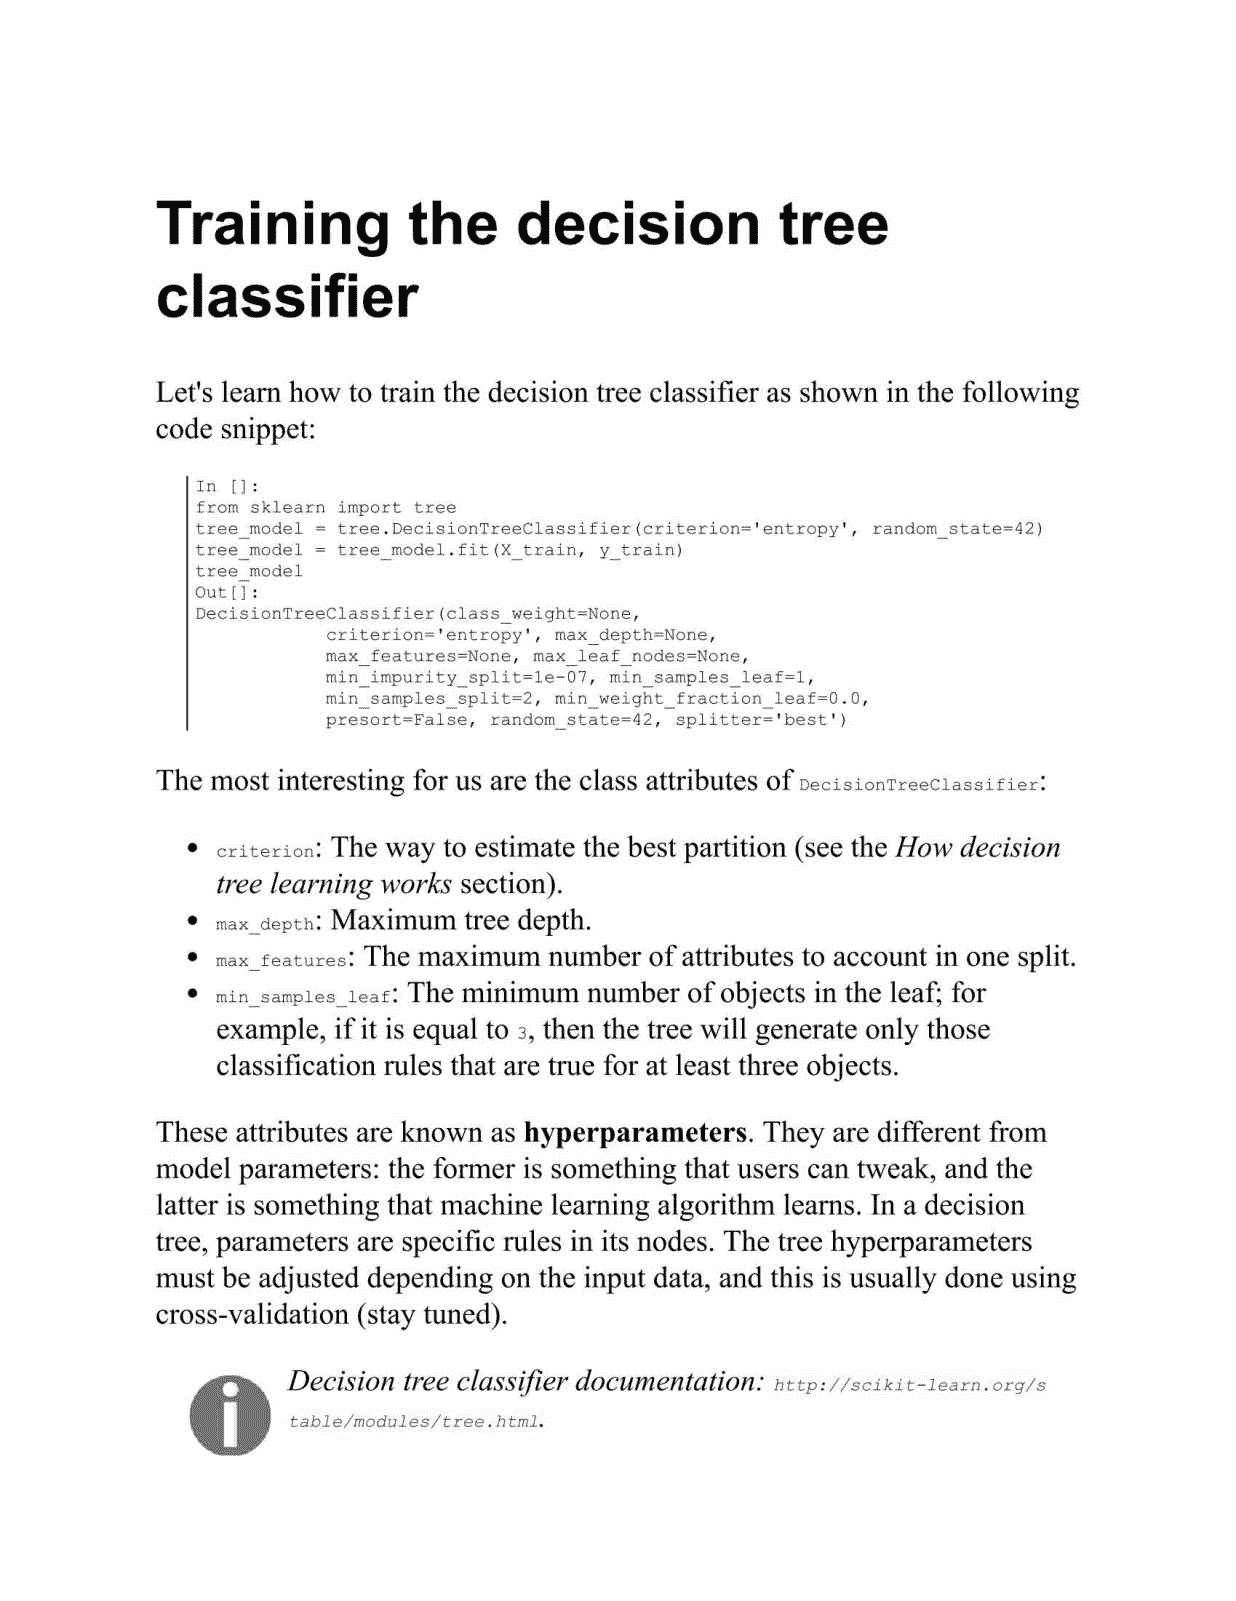 Training the decision tree
classifier
Let's learn how to train the decision tree classifier as shown in the following
code snippet:
In []:
from sklearn import tree
tree_model = tree.DecisionTreeClassifier(criterion='entropy', random_state=42)
tree_model = tree_model.fit(X_train, y_train)
tree_model
Out[]:
DecisionTreeClassifier(class_weight=None,
            criterion='entropy', max_depth=None,
            max_features=None, max_leaf_nodes=None,
            min_impurity_split=1e-07, min_samples_leaf=1,
            min_samples_split=2, min_weight_fraction_leaf=0.0,
            presort=False, random_state=42, splitter='best')
The most interesting for us are the class attributes of DecisionTreeClassifier:
• criterion: The way to estimate the best partition (see the How decision
tree learning works section).
• max_depth: Maximum tree depth.
• max_features: The maximum number of attributes to account in one split.
• min_samples_leaf: The minimum number of objects in the leaf; for
example, if it is equal to 3, then the tree will generate only those
classification rules that are true for at least three objects.
These attributes are known as hyperparameters. They are different from
model parameters: the former is something that users can tweak, and the
latter is something that machine learning algorithm learns. In a decision
tree, parameters are specific rules in its nodes. The tree hyperparameters
must be adjusted depending on the input data, and this is usually done using
cross-validation (stay tuned).
Decision tree classifier documentation: http://scikit-learn.org/s
table/modules/tree.html.